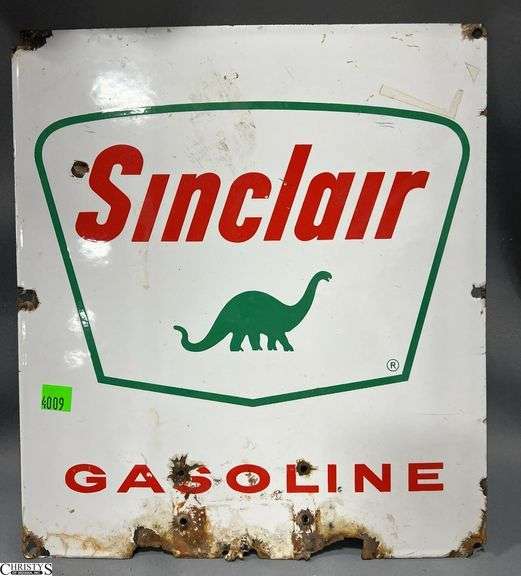 Sinclair
®
4009
GASOLINE
CHRISTY'S